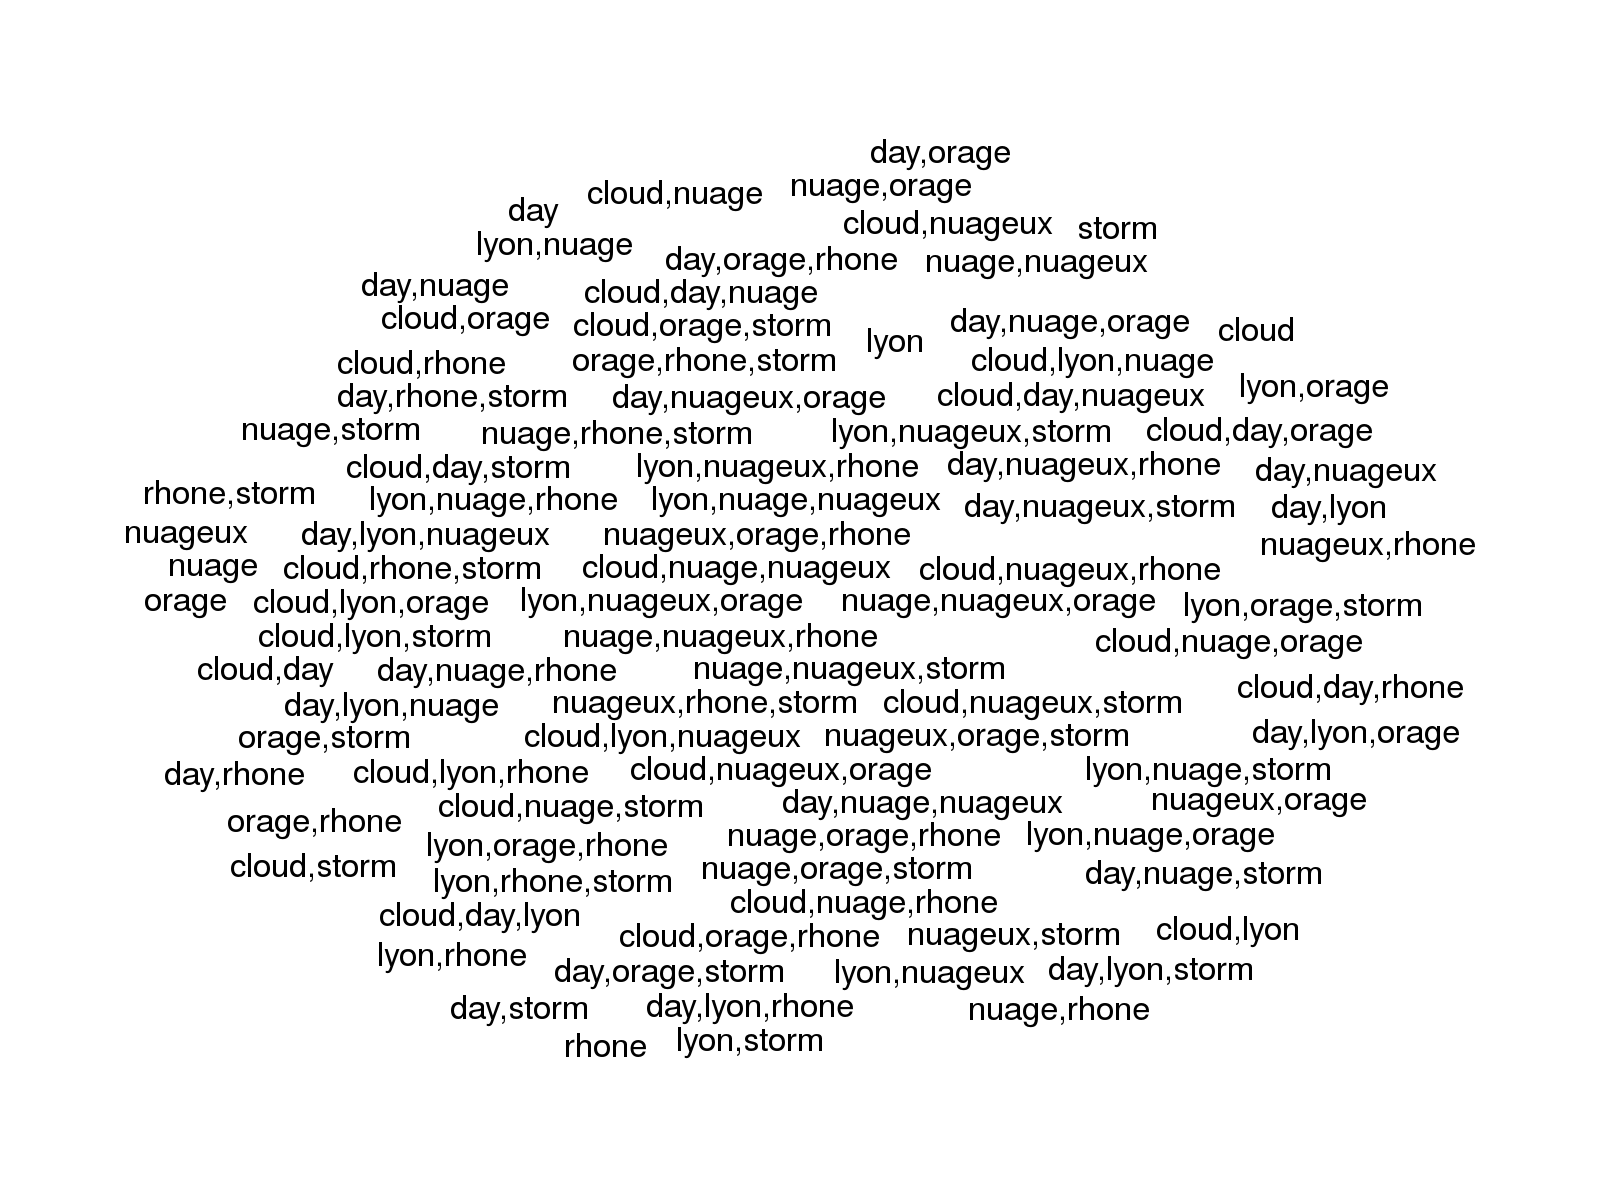 day,orage
cloud,nuage nuage,orage
day cloud,nuageux storm
lyon,nuage day,orage,rhone nuage,nuageux
day,nuage cloud,day,nuage
cloud,orage cloud,orage,storm lyon day,nuage,orage cloud
cloud,rhone orage,rhone,storm cloud,lyon,nuage
day,rhone,storm day,nuageux,orage cloud,day,nuageux lyon,orage
nuage,storm nuage,rhone,storm lyon,nuageux,storm cloud,day,orage
cloud,day,storm lyon,nuageux,rhone day,nuageux,rhone day,nuageux
rhone,storm lyon,nuage,rhone lyon,nuage,nuageux day,nuageux,storm day,lyon
nuageux day,lyon,nuageux nuageux,orage,rhone nuageux,rhone
nuage cloud,rhone,storm cloud,nuage,nuageux cloud,nuageux,rhone
orage cloud,lyon,orage lyon,nuageux,orage nuage,nuageux,orage lyon,orage,storm
cloud,lyon,storm nuage,nuageux,rhone cloud,nuage,orage
cloud,day day,nuage,rhone nuage,nuageux,storm cloud,day,rhone
day,lyon,nuage nuageux,rhone,storm cloud,nuageux,storm
orage,storm cloud,lyon,nuageux nuageux,orage,storm day,lyon,orage
day,rhone cloud,lyon,rhone cloud,nuageux,orage lyon,nuage,storm
cloud,nuage,storm day,nuage,nuageux nuageux,orage
orage,rhone lyon,orage,rhone nuage,orage,rhone lyon,nuage,orage
cloud,storm lyon,rhone,storm nuage,orage,storm day,nuage,storm
cloud,day,lyon cloud,nuage,rhone
cloud,orage,rhone nuageux,storm cloud,lyon
lyon,rhone day,orage,storm lyon,nuageux day,lyon,storm
day,storm day,lyon,rhone nuage,rhone
rhone lyon,storm